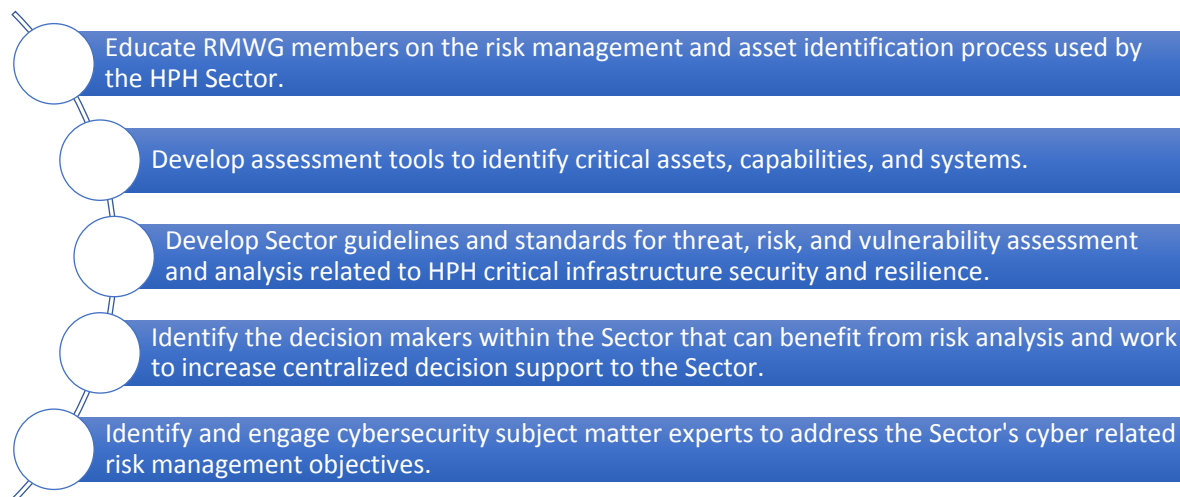 Educate RMWG members on the risk management and asset identification process used by
the HPH Sector.
Develop assessment tools to identify critical assets, capabilities, and systems.
Develop Sector guidelines and standards for threat, risk, and vulnerability assessment
and analysis related to HPH critical infrastructure security and resilience.
Identify the decision makers within the Sector that can benefit from risk analysis and work
to increase centralized decision support to the Sector.
Identify and engage cybersecurity subject matter experts to address the Sector's cyber related
risk management objectives.